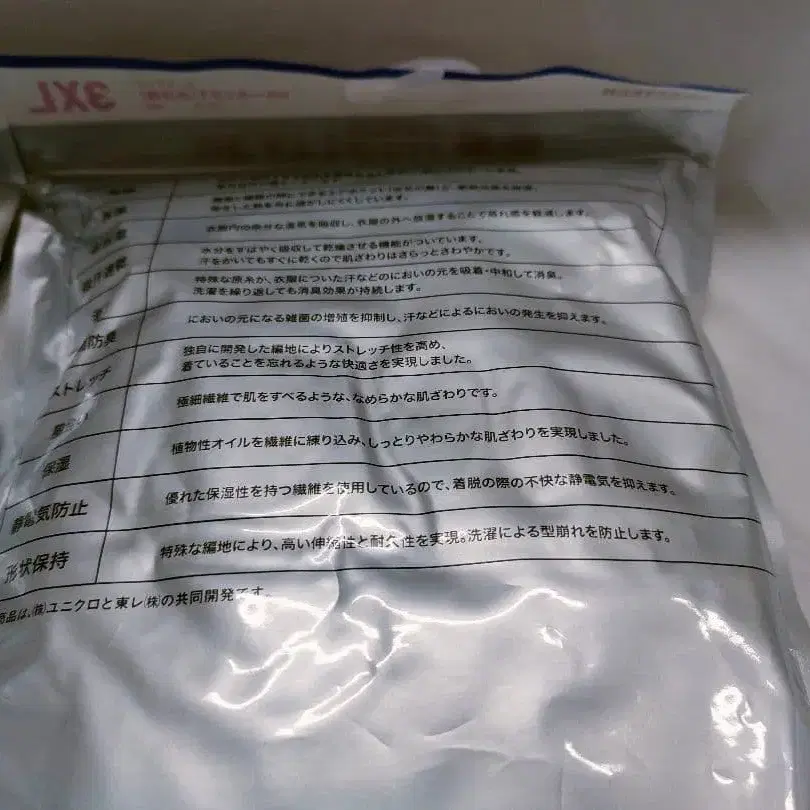 3XL
衣服内の余分な湿気を吸収し、衣服の外へ放湿することで蒸れ感を軽減します。
水分をすばやく吸収して乾燥させる機能がついています。
汗をかいてもすぐに乾くので肌ざわりはさらっとさわやかです。
特殊な原糸が、衣服についた汗などのにおいの元を吸着・中和して消臭。
洗濯を繰り返しても消臭効果が持続します。
においの元になる雑菌の増殖を抑制し、汗などによるにおいの発生を抑えます。
ストレッチ
独自に開発した編地によりストレッチ性を高め、
着ていることを忘れるような快適さを実現しました。
極細繊維で肌をすべるような、なめらかな肌ざわりです。
保湿
植物性オイルを繊維に練り込み、しっとりやわらかな肌ざわりを実現しました。
静電気防止
優れた保湿性を持つ繊維を使用しているので、着脱の際の不快な静電気を抑えます。
形状保持
特殊な編地により、高い伸縮性と耐久性を実現。洗濯による型崩れを防止します。
商品は、(株)ユニクロと東レ(株)の共同開発です。